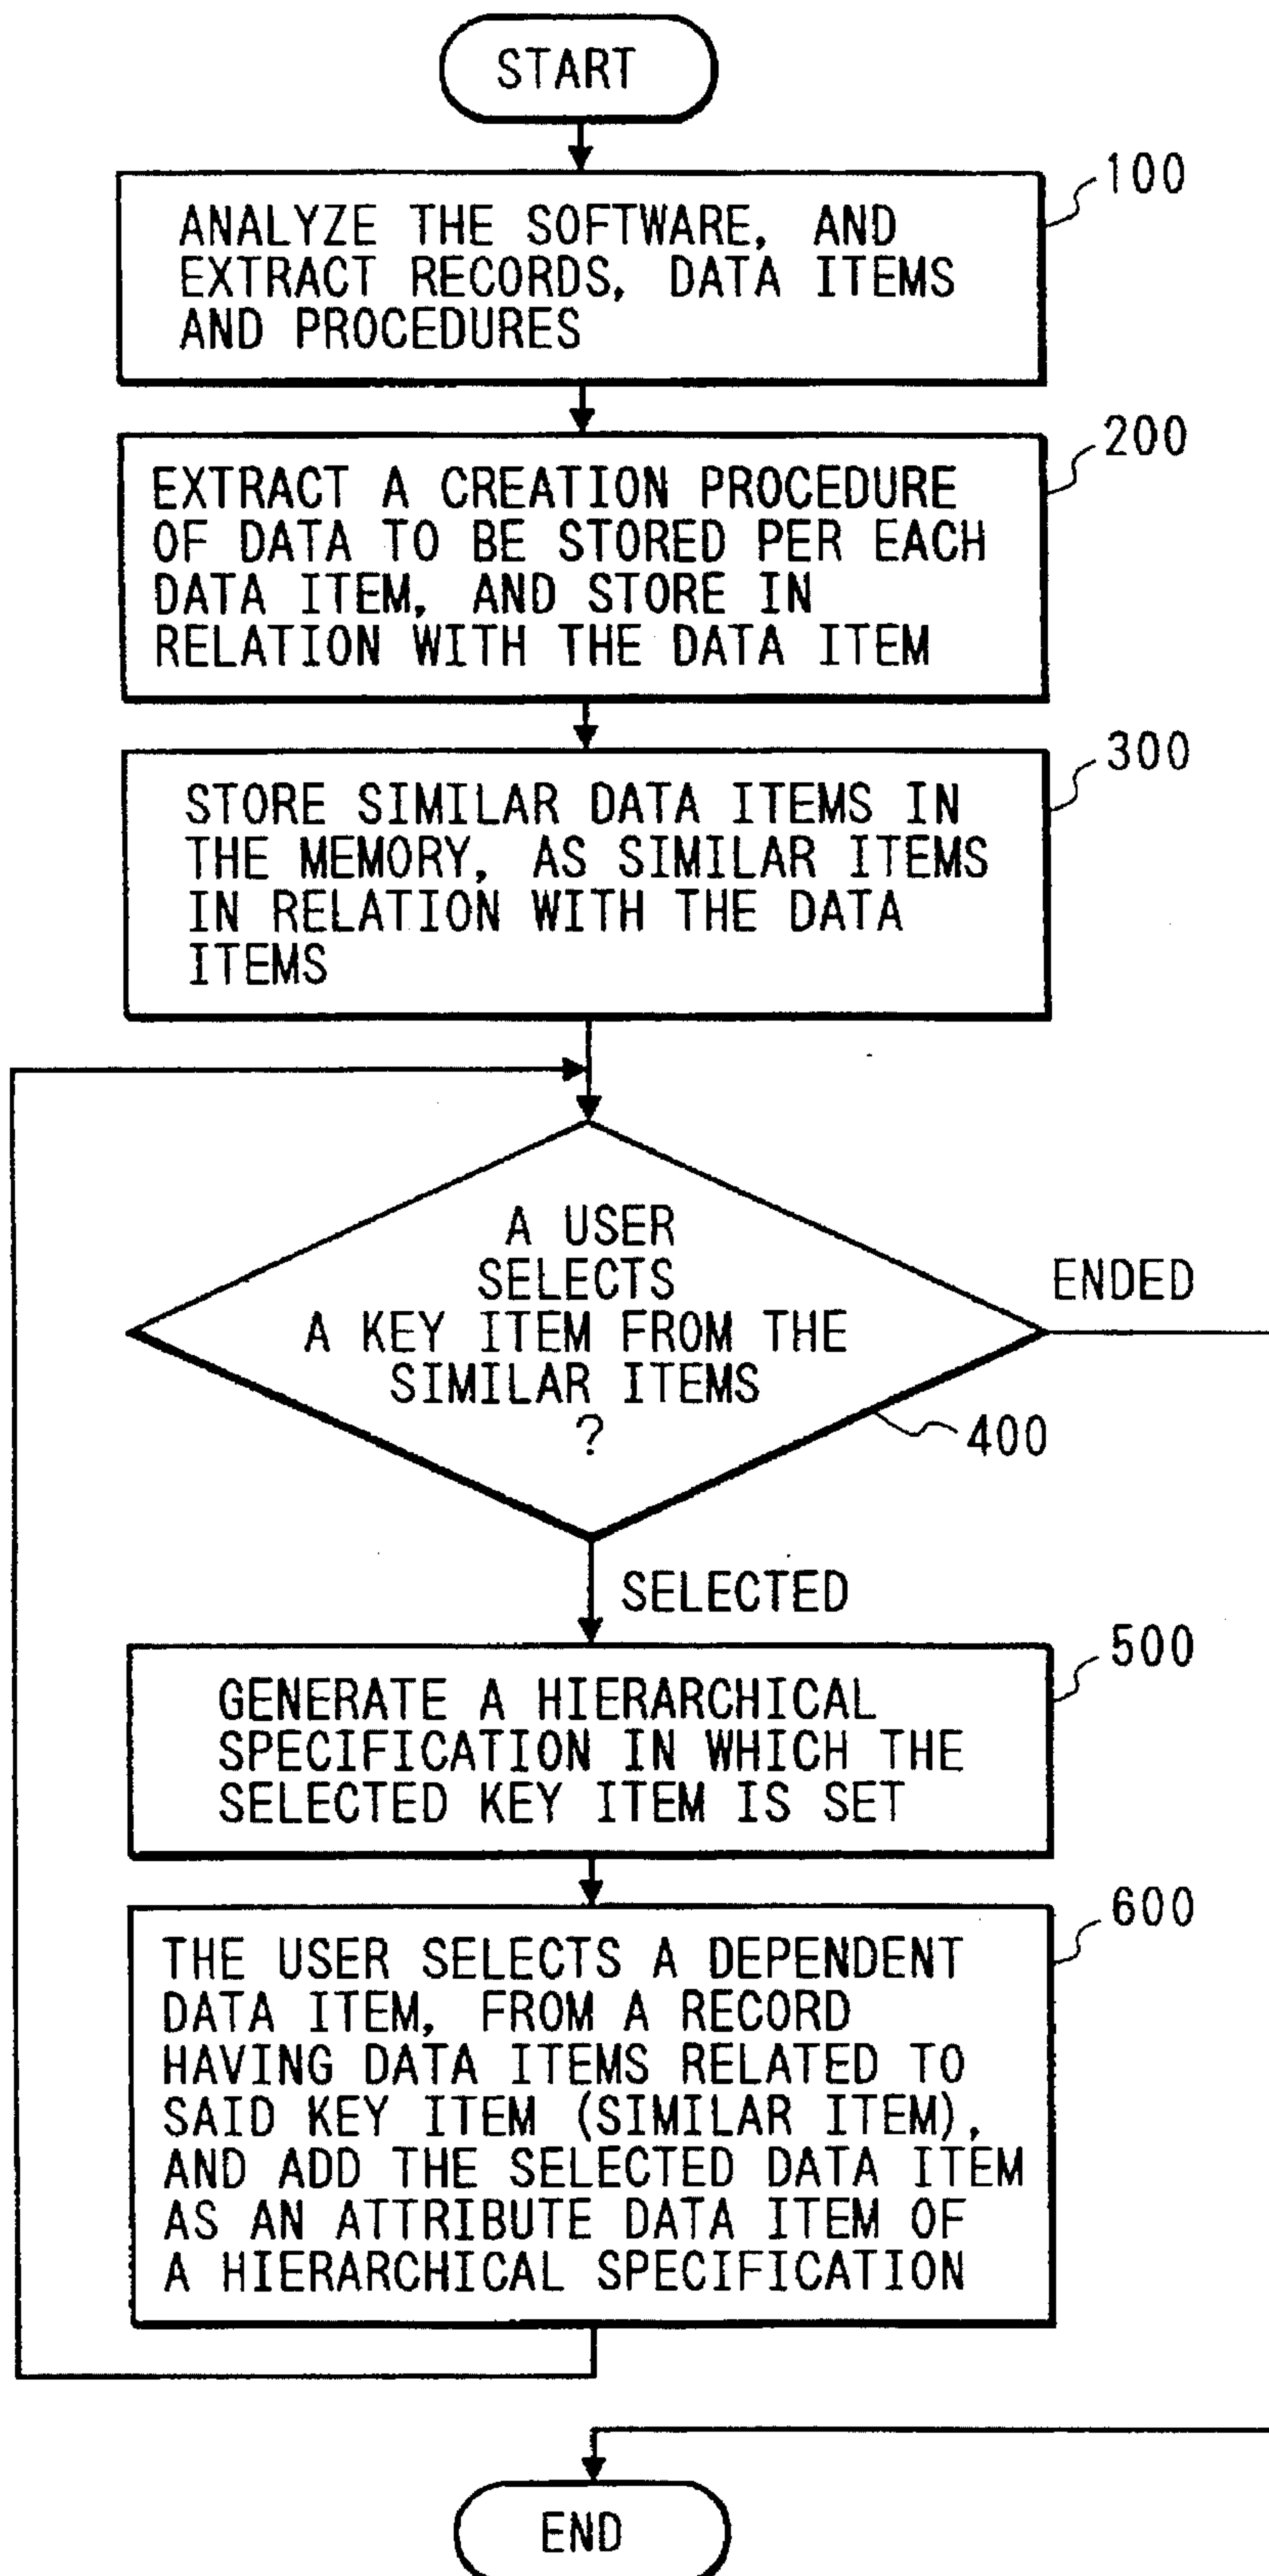 START
100
ANALYZE THE SOFTWARE, AND
EXTRACT RECORDS, DATA ITEMS
AND PROCEDURES
200
EXTRACT A CREATION PROCEDURE
OF DATA TO BE STORED PER EACH
DATA ITEM, AND STORE IN
RELATION WITH THE DATA ITEM
300
STORE SIMILAR DATA ITEMS IN
THE MEMORY, AS SIMILAR ITEMS
IN RELATION WITH THE DATA
ITEMS
A USER
SELECTS
A KEY ITEM FROM THE
SIMILAR ITEMS
?
ENDED
400
SELECTED
500
GENERATE A HIERARCHICAL
SPECIFICATION IN WHICH THE
SELECTED KEY ITEM IS SET
600
THE USER SELECTS A DEPENDENT
DATA ITEM, FROM A RECORD
HAVING DATA ITEMS RELATED TO
SAID KEY ITEM (SIMILAR ITEM),
AND ADD THE SELECTED DATA ITEM
AS AN ATTRIBUTE DATA ITEM OF
A HIERARCHICAL SPECIFICATION
END